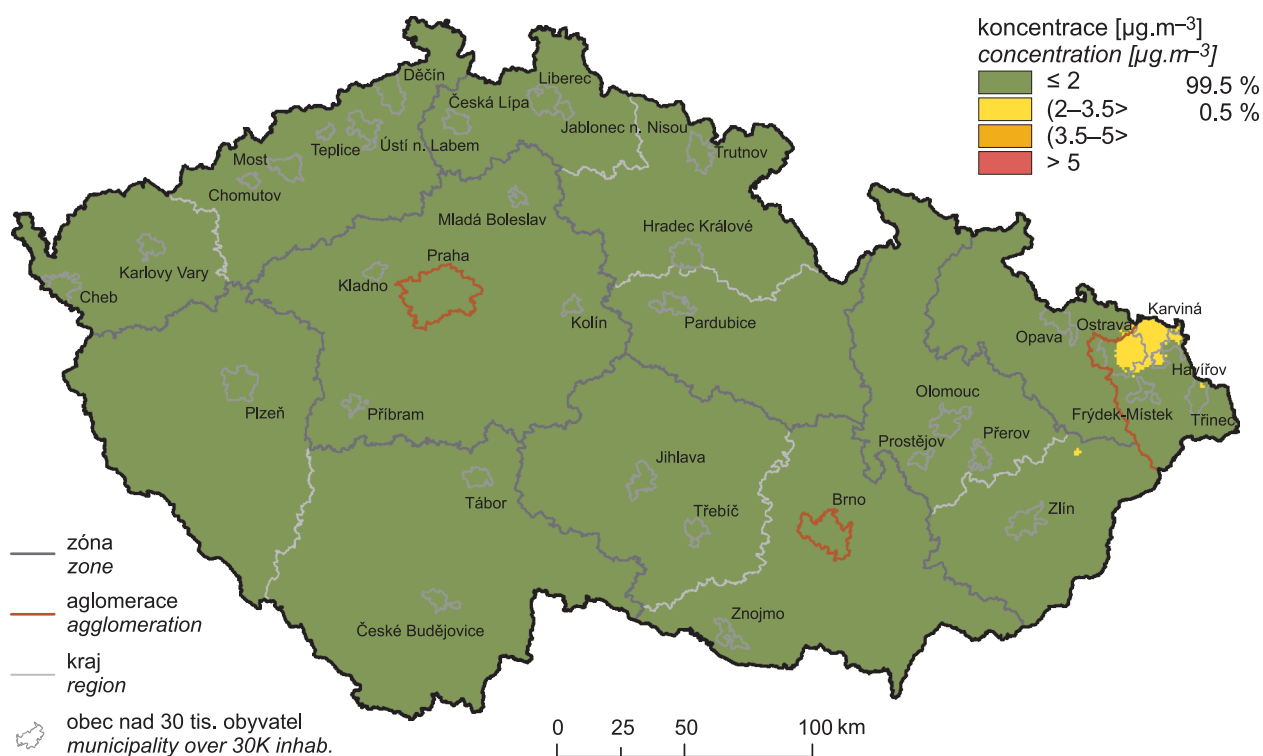 koncentrace [µg.m⁻³]
concentration [µg.m⁻³]
≤ 2 99.5 %
(2–3.5> 0.5 %
(3.5–5>
> 5
Děčín
Liberec
Česká Lípa
Jablonec n. Nisou
Teplice
Ústí n. Labem
Trutnov
Most
Chomutov
Mladá Boleslav
Hradec Králové
Karlovy Vary
Praha
Kladno
Cheb
Kolín
Pardubice
Karviná
Ostrava
Opava
Havířov
Plzeň
Příbram
Olomouc
Frýdek-Místek
Třinec
Prostějov
Přerov
Jihlava
Tábor
Třebíč
Brno
Zlín
České Budějovice
Znojmo
zóna
zone
aglomerace
agglomeration
kraj
region
obec nad 30 tis. obyvatel
municipality over 30K inhab.
0 25 50 100 km